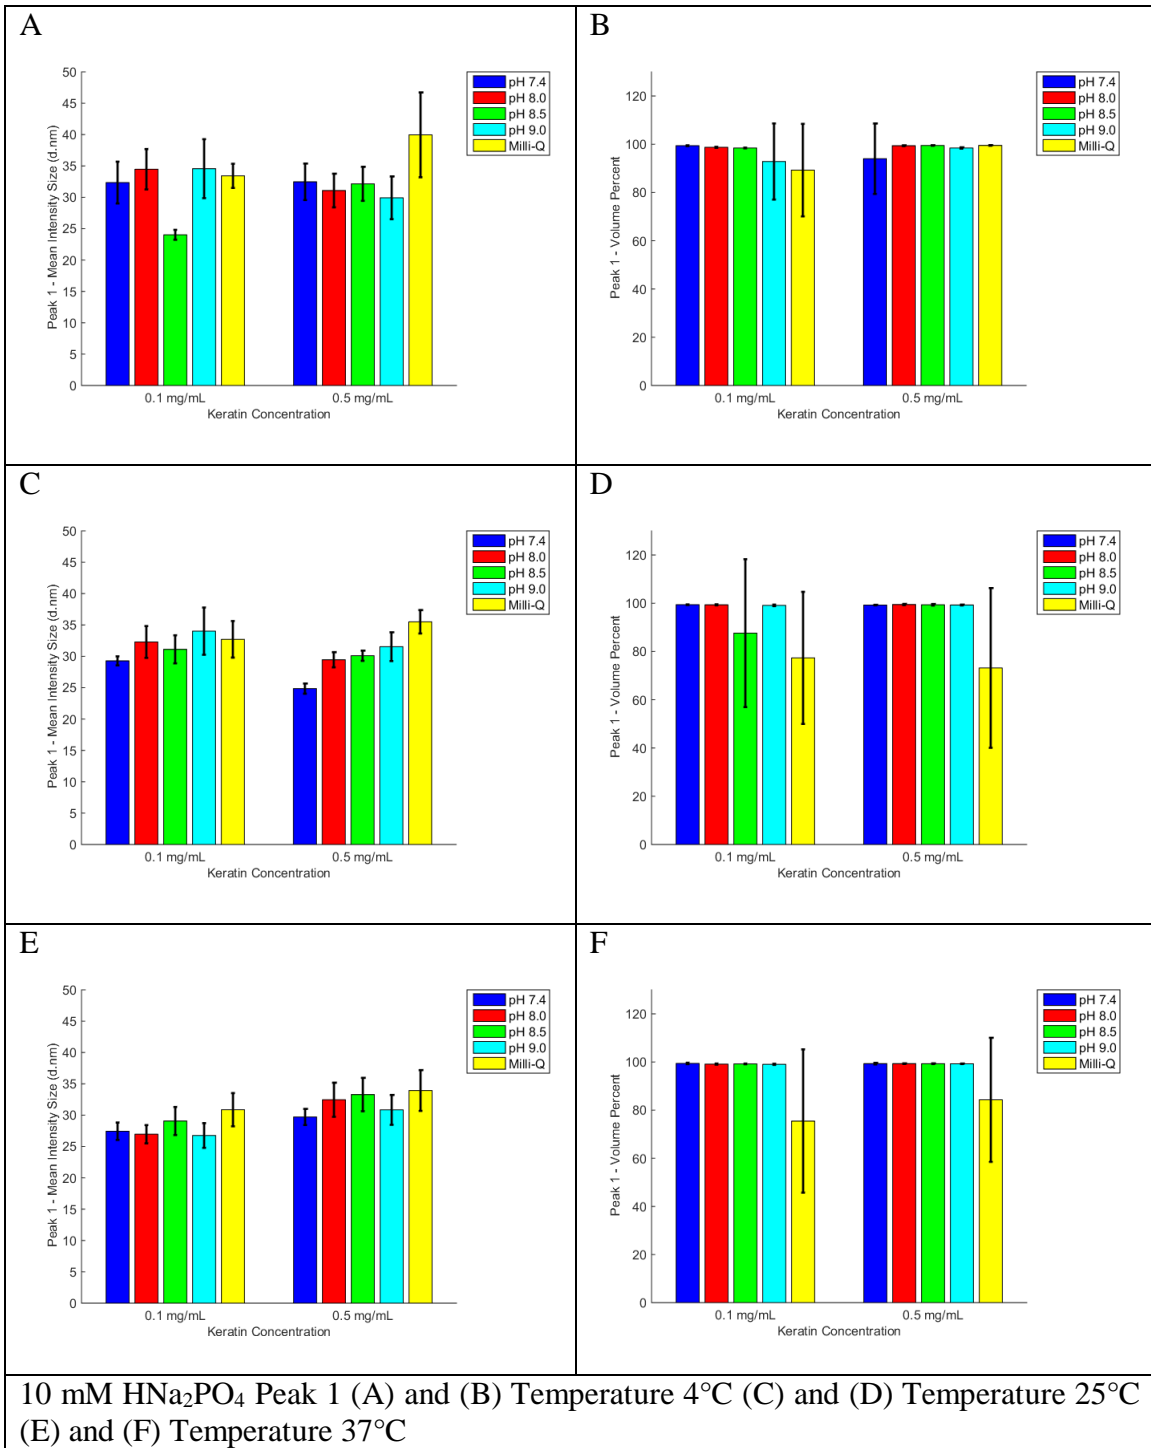 A
50
45
40
35
30
25
20
15
10
5
0
Peak 1 - Mean Intensity Size (d.nm)
0.1 mg/mL
0.5 mg/mL
Keratin Concentration
pH 7.4
pH 8.0
pH 8.5
pH 9.0
Milli-Q
B
120
100
80
60
40
20
0
Peak 1 - Volume Percent
0.1 mg/mL
0.5 mg/mL
Keratin Concentration
pH 7.4
pH 8.0
pH 8.5
pH 9.0
Milli-Q
C
50
45
40
35
30
25
20
15
10
5
0
Peak 1 - Mean Intensity Size (d.nm)
0.1 mg/mL
0.5 mg/mL
Keratin Concentration
pH 7.4
pH 8.0
pH 8.5
pH 9.0
Milli-Q
D
120
100
80
60
40
20
0
Peak 1 - Volume Percent
0.1 mg/mL
0.5 mg/mL
Keratin Concentration
pH 7.4
pH 8.0
pH 8.5
pH 9.0
Milli-Q
E
50
45
40
35
30
25
20
15
10
5
0
Peak 1 - Mean Intensity Size (d.nm)
0.1 mg/mL
0.5 mg/mL
Keratin Concentration
pH 7.4
pH 8.0
pH 8.5
pH 9.0
Milli-Q
F
120
100
80
60
40
20
0
Peak 1 - Volume Percent
0.1 mg/mL
0.5 mg/mL
Keratin Concentration
pH 7.4
pH 8.0
pH 8.5
pH 9.0
Milli-Q
10 mM HNa₂PO₄ Peak 1 (A) and (B) Temperature 4°C (C) and (D) Temperature 25°C
(E) and (F) Temperature 37°C